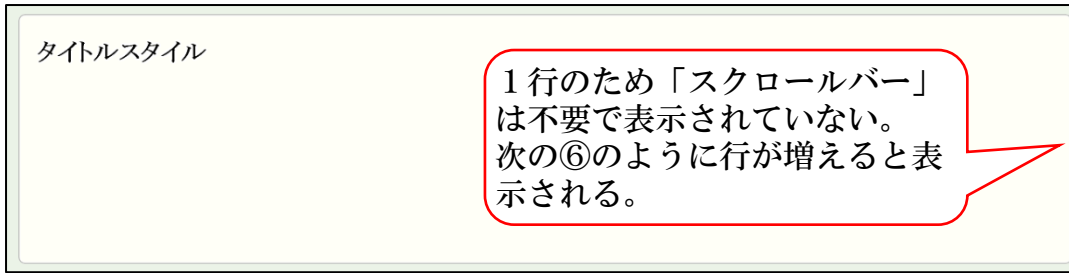 タイトルスタイル
１行のため「スクロールバー」
は不要で表示されていない。
次の⑥のように行が増えると表
示される。